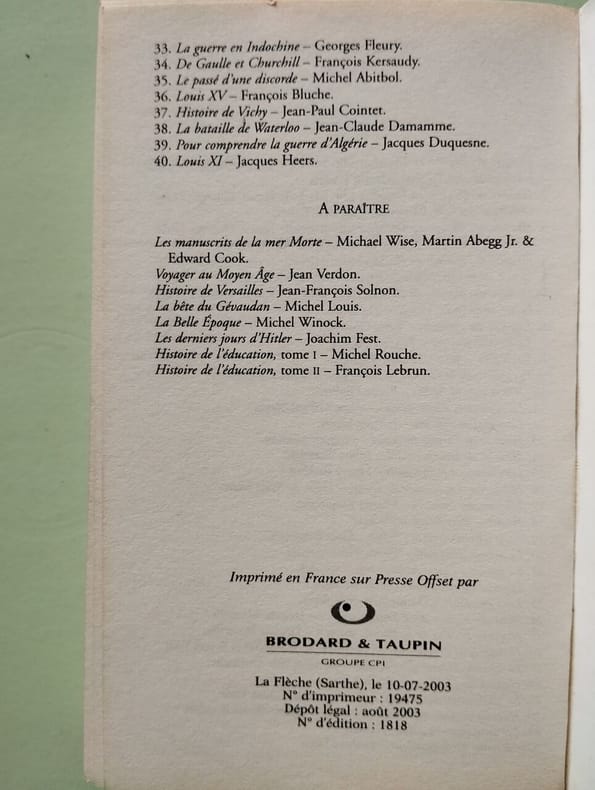 33. La guerre en Indochine – Georges Fleury.
34. De Gaulle et Churchill – François Kersaudy.
35. Le passé d'une discorde – Michel Abitbol.
36. Louis XV – François Bluche.
37. Histoire de Vichy – Jean-Paul Cointet.
38. La bataille de Waterloo – Jean-Claude Damamme.
39. Pour comprendre la guerre d'Algérie – Jacques Duquesne.
40. Louis XI – Jacques Heers.
A PARAÎTRE
Les manuscrits de la mer Morte – Michael Wise, Martin Abegg Jr. &
Edward Cook.
Voyager au Moyen Âge – Jean Verdon.
Histoire de Versailles – Jean-François Solnon.
La bête du Gévaudan – Michel Louis.
La Belle Époque – Michel Winock.
Les derniers jours d'Hitler – Joachim Fest.
Histoire de l'éducation, tome I – Michel Rouche.
Histoire de l'éducation, tome II – François Lebrun.
Imprimé en France sur Presse Offset par
BRODARD & TAUPIN
GROUPE CPI
La Flèche (Sarthe), le 10-07-2003
N° d'imprimeur : 19475
Dépôt légal : août 2003
N° d'édition : 1818